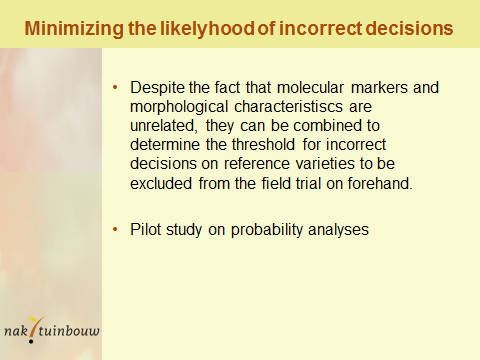 Minimizing the likelyhood of incorrect decisions
• Despite the fact that molecular markers and
morphological characteristiscs are
unrelated, they can be combined to
determine the threshold for incorrect
decisions on reference varieties to be
excluded from the field trial on forehand.
• Pilot study on probability analyses
nak tuinbouw